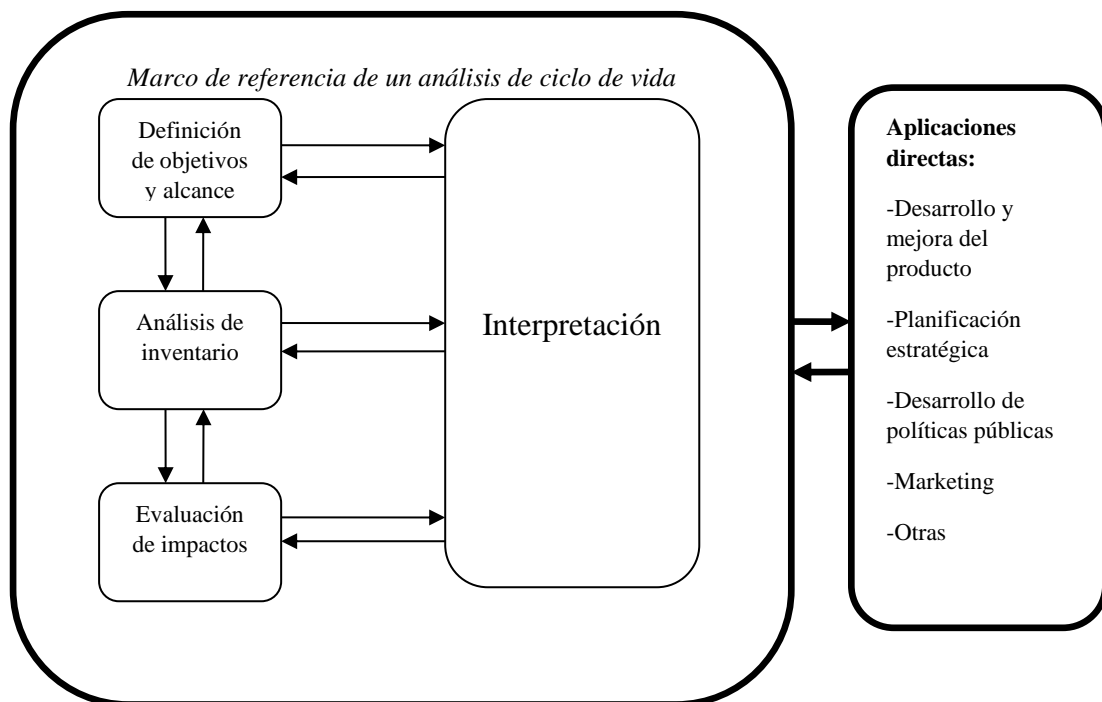 Marco de referencia de un análisis de ciclo de vida
Definición
de objetivos
y alcance
Análisis de
inventario
Evaluación
de impactos
Interpretación
Aplicaciones
directas:
-Desarrollo y
mejora del
producto
-Planificación
estratégica
-Desarrollo de
políticas públicas
-Marketing
-Otras